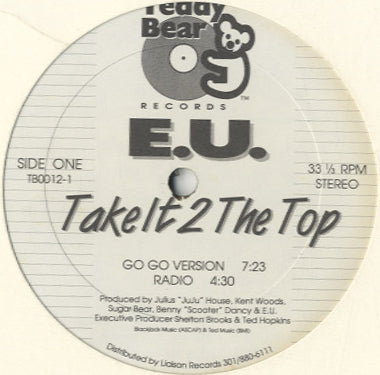 Teddy
Bear
TM
RECORDS
E.U.
SIDE ONE
TB0012-1
33 ⅓ RPM
STEREO
Take It 2 The Top
GO GO VERSION 7:23
RADIO 4:30
Produced by Julius "JuJu" House, Kent Woods,
Sugar Bear, Benny "Scooter" Dancy & E.U.
Executive Producer Shelton Brooks & Ted Hopkins
Blackjack Music (ASCAP) & Ted Music (BMI)
Distributed by Liaison Records 301/980-6111